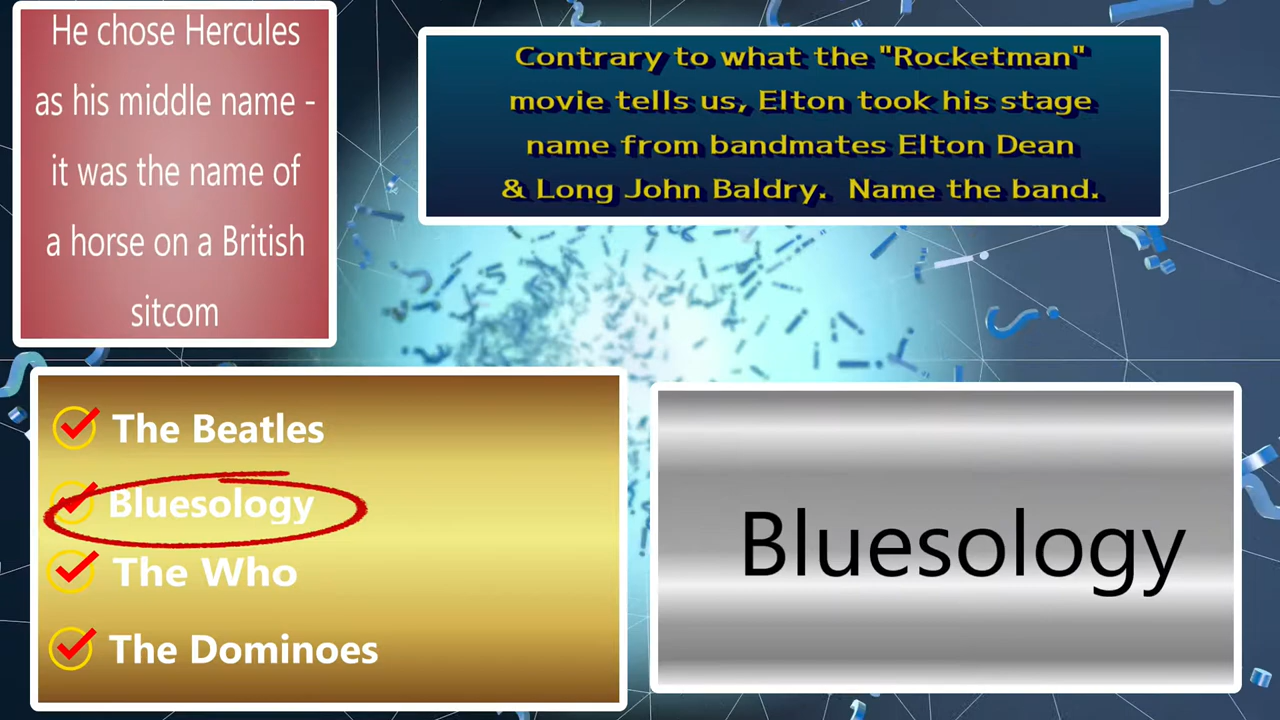 He chose Hercules
as his middle name -
it was the name of
a horse on a British
sitcom
Contrary to what the "Rocketman"
movie tells us, Elton took his stage
name from bandmates Elton Dean
& Long John Baldry. Name the band.
The Beatles
Bluesology
The Who
The Dominoes
Bluesology